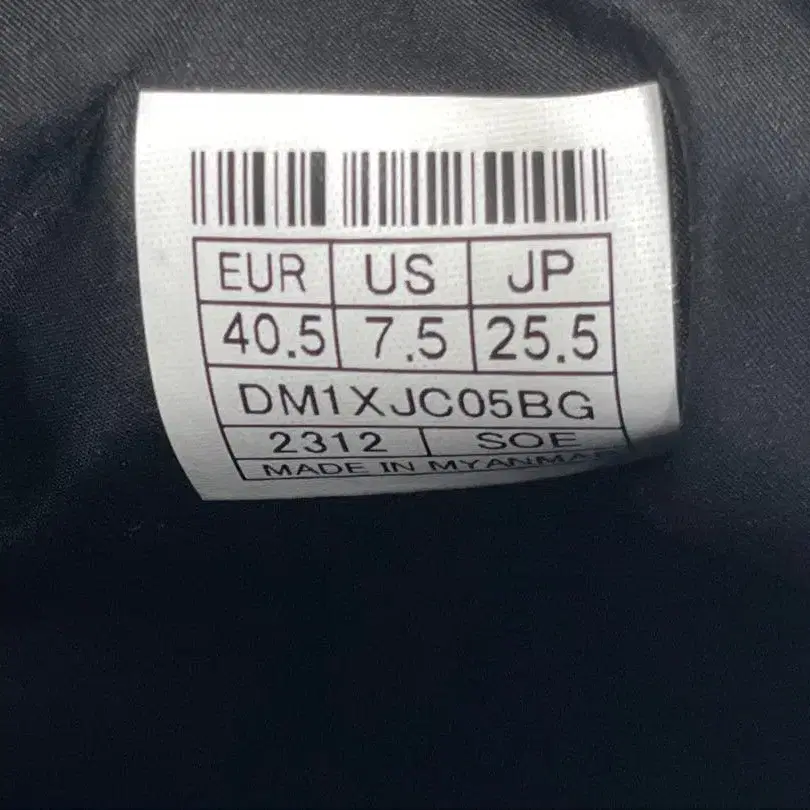 EUR US JP
40.5 7.5 25.5
DM1XJC05BG
2312 SOE
MADE IN MYANMAR